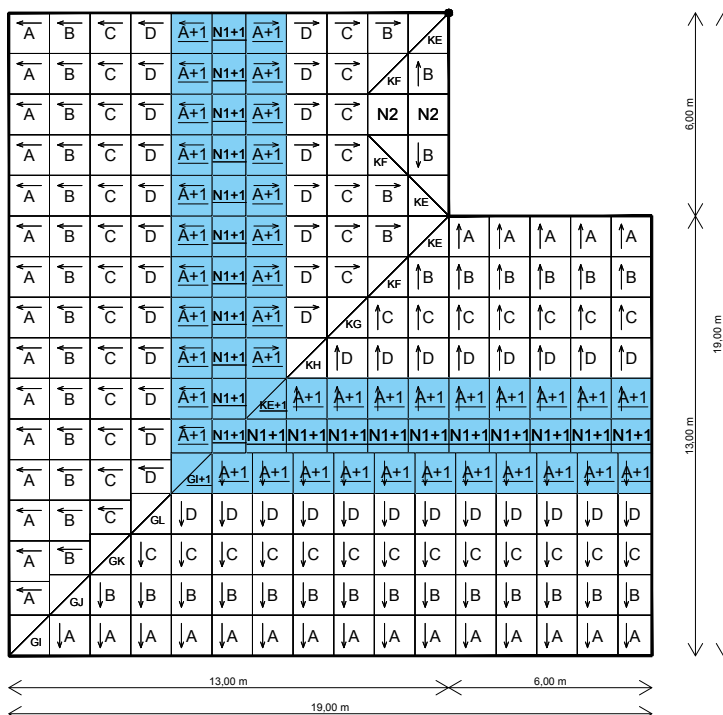 A B C D A+1 N1+1 A+1 D C B KE
A B C D A+1 N1+1 A+1 D C KF B
A B C D A+1 N1+1 A+1 D C N2 N2
A B C D A+1 N1+1 A+1 D C KF B
A B C D A+1 N1+1 A+1 D C B KE
A B C D A+1 N1+1 A+1 D C B KE A A A A A
A B C D A+1 N1+1 A+1 D C KF B B B B B B
A B C D A+1 N1+1 A+1 D KG C C C C C C C
A B C D A+1 N1+1 A+1 KH D D D D D D D D
A B C D A+1 N1+1 KE+1 A+1 A+1 A+1 A+1 A+1 A+1 A+1 A+1 A+1
A B C D A+1 N1+1 N1+1 N1+1 N1+1 N1+1 N1+1 N1+1 N1+1 N1+1 N1+1 N1+1
A B C D GI+1 A+1 A+1 A+1 A+1 A+1 A+1 A+1 A+1 A+1 A+1 A+1
A B C GL D D D D D D D D D D D D
A B GK C C C C C C C C C C C C C
A GJ B B B B B B B B B B B B B B
GI A A A A A A A A A A A A A A A
6,00 m
13,00 m
19,00 m
13,00 m 6,00 m
19,00 m